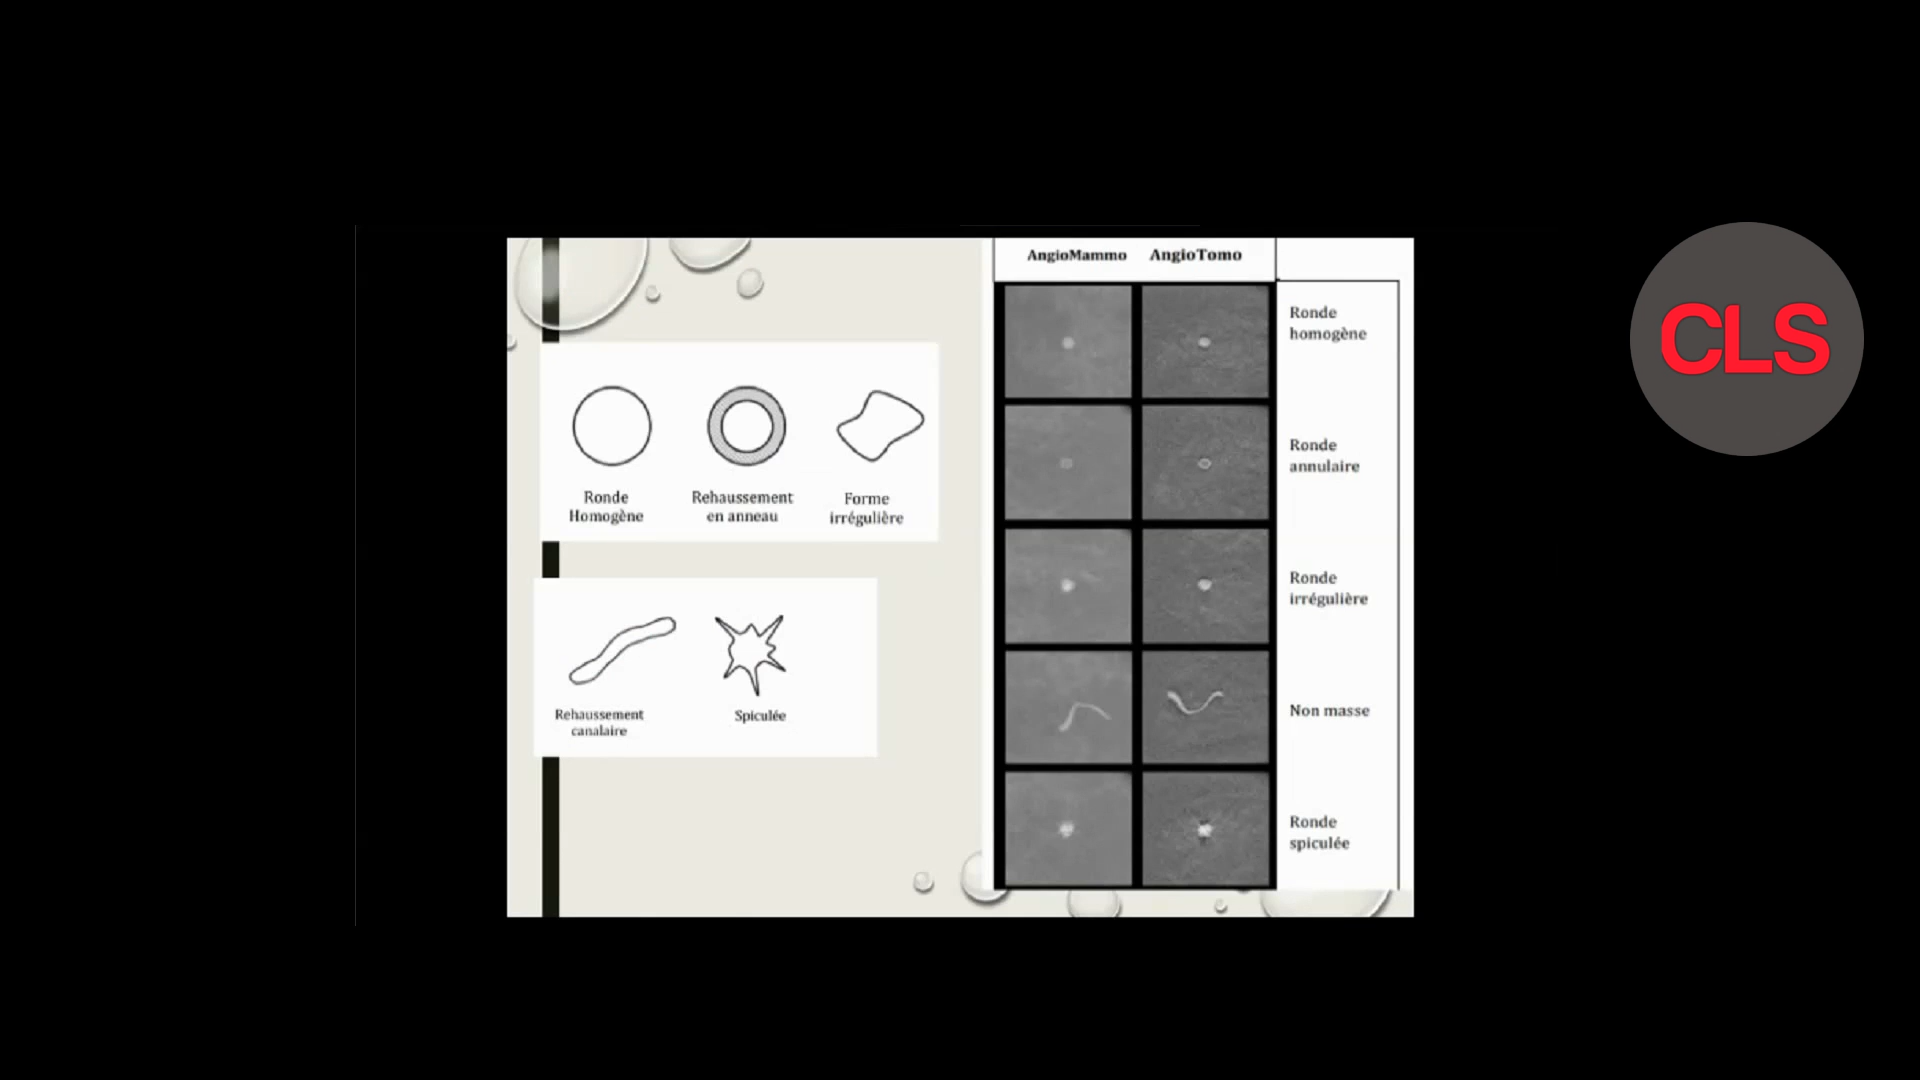 AngioMammo AngioTomo
Ronde
Homogène
Rehaussement
en anneau
Forme
irrégulière
Rehaussement
canalaire
Spiculée
Ronde
homogène
Ronde
annulaire
Ronde
irrégulière
Non masse
Ronde
spiculée
CLS